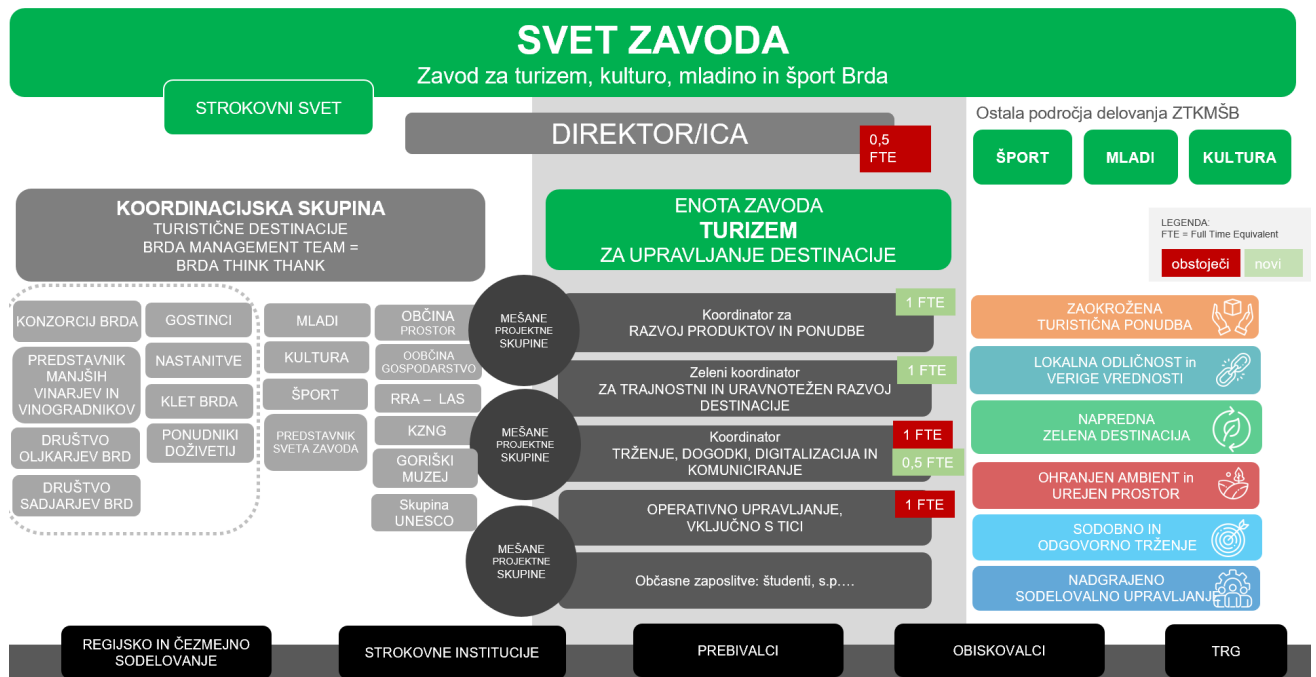 SVET ZAVODA
Zavod za turizem, kulturo, mladino in šport Brda
STROKOVNI SVET
DIREKTOR/ICA
0,5
FTE
Ostala področja delovanja ZTKMŠB
ŠPORT
MLADI
KULTURA
KOORDINACIJSKA SKUPINA
TURISTIČNE DESTINACIJE
BRDA MANAGEMENT TEAM =
BRDA THINK THANK
ENOTA ZAVODA
TURIZEM
ZA UPRAVLJANJE DESTINACIJE
LEGENDA:
FTE = Full Time Equivalent
obstoječi
novi
KONZORCIJ BRDA
PREDSTAVNIK
MANJŠIH
VINARJEV IN
VINOGRADNIKOV
DRUŠTVO
OLJKARJEV BRD
DRUŠTVO
SADJARJEV BRD
GOSTINCI
NASTANITVE
KLET BRDA
PONUDNIKI
DOŽIVETIJ
MLADI
KULTURA
ŠPORT
PREDSTAVNIK
SVETA ZAVODA
OBČINA
PROSTOR
OOBČINA
GOSPODARSTVO
RRA – LAS
KZNG
GORIŠKI
MUZEJ
Skupina
UNESCO
MEŠANE
PROJEKTNE
SKUPINE
MEŠANE
PROJEKTNE
SKUPINE
MEŠANE
PROJEKTNE
SKUPINE
1 FTE
Koordinator za
RAZVOJ PRODUKTOV IN PONUDBE
1 FTE
Zeleni koordinator
ZA TRAJNOSTNI IN URAVNOTEŽEN RAZVOJ
DESTINACIJE
1 FTE
0,5 FTE
Koordinator
TRŽENJE, DOGODKI, DIGITALIZACIJA IN
KOMUNICIRANJE
1 FTE
OPERATIVNO UPRAVLJANJE,
VKLJUČNO S TICI
Občasne zaposlitve: študenti, s.p....
ZAOKROŽENA
TURISTIČNA PONUDBA
LOKALNA ODLIČNOST in
VERIGE VREDNOSTI
NAPREDNA
ZELENA DESTINACIJA
OHRANJEN AMBIENT in
UREJEN PROSTOR
SODOBNO IN
ODGOVORNO TRŽENJE
NADGRAJENO
SODELOVALNO UPRAVLJANJE
REGIJSKO IN ČEZMEJNO
SODELOVANJE
STROKOVNE INSTITUCIJE
PREBIVALCI
OBISKOVALCI
TRG